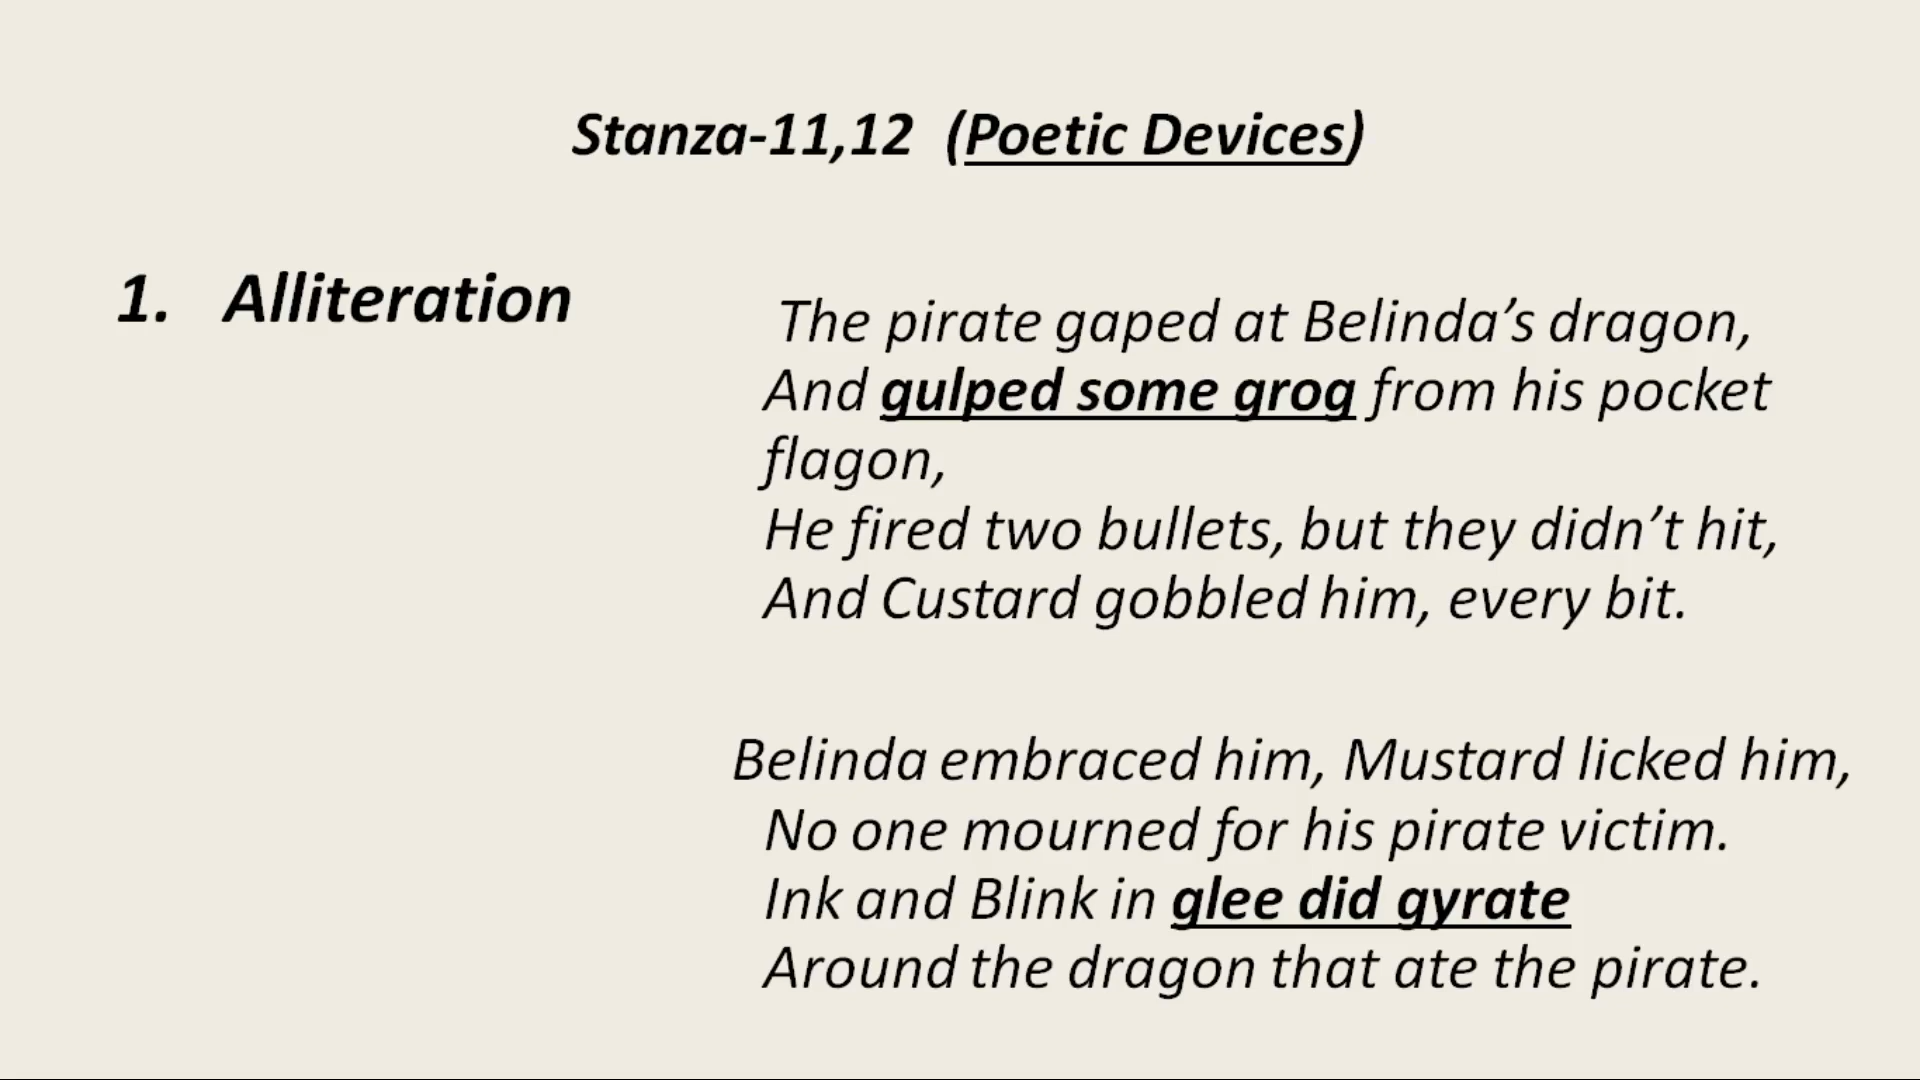 Stanza-11,12 (Poetic Devices)
1. Alliteration
The pirate gaped at Belinda’s dragon,
And gulped some grog from his pocket
flagon,
He fired two bullets, but they didn’t hit,
And Custard gobbled him, every bit.
Belinda embraced him, Mustard licked him,
No one mourned for his pirate victim.
Ink and Blink in glee did gyrate
Around the dragon that ate the pirate.